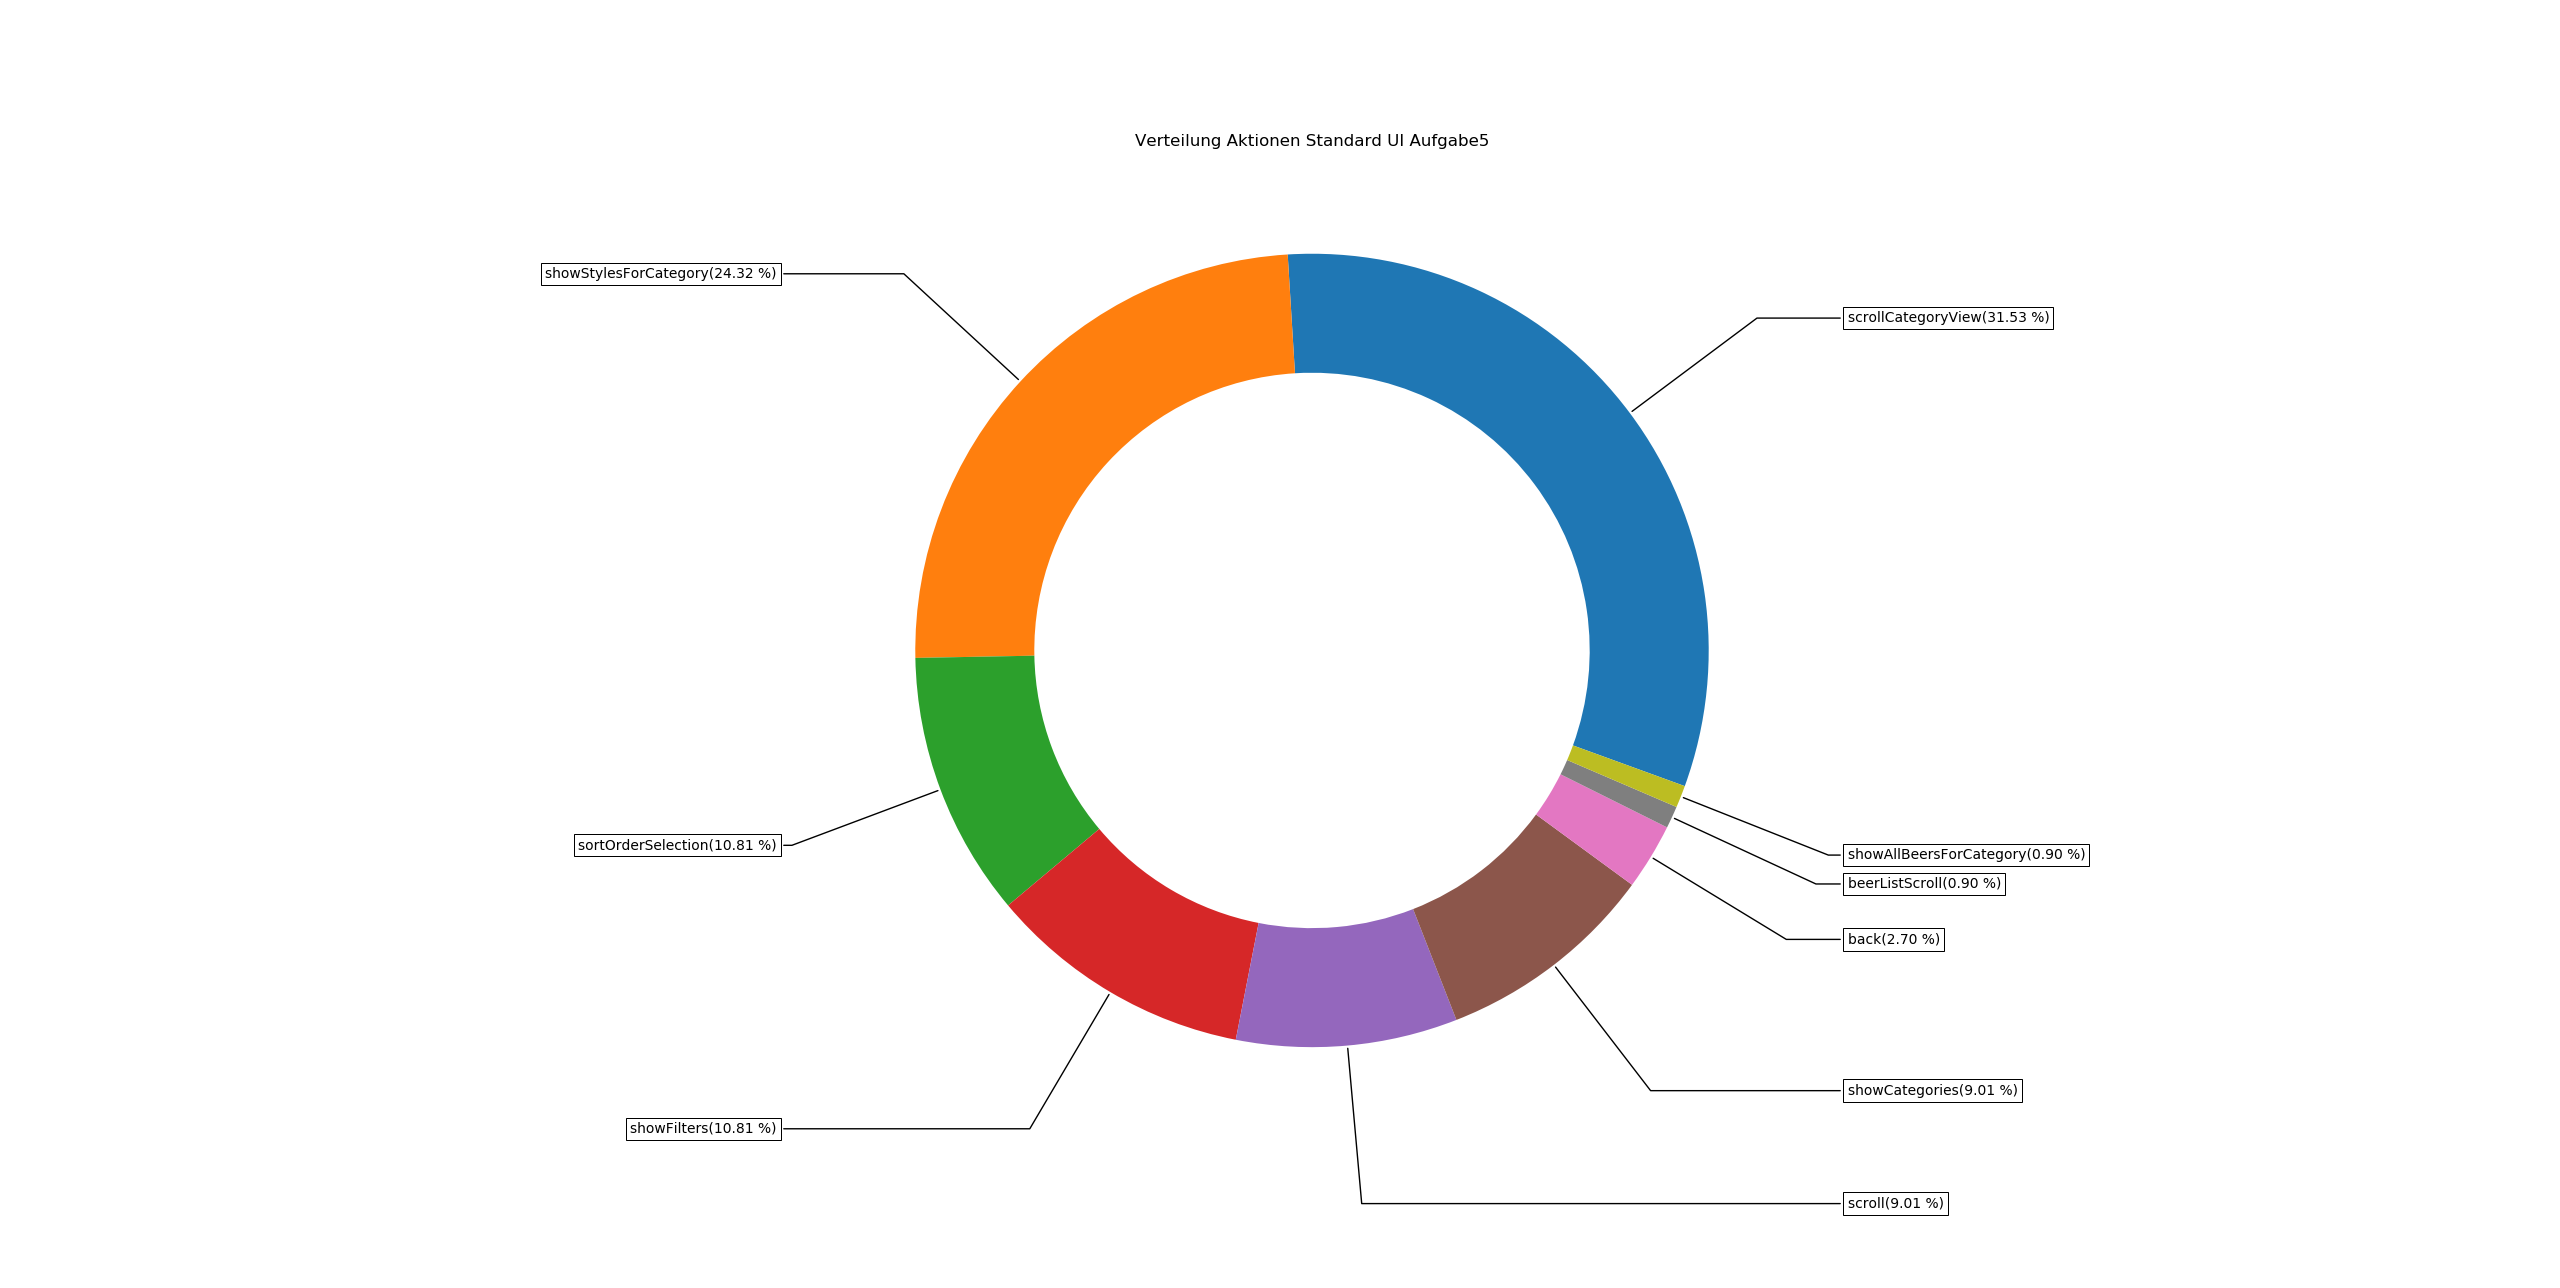 Verteilung Aktionen Standard UI Aufgabe5
showStylesForCategory(24.32 %)
scrollCategoryView(31.53 %)
sortOrderSelection(10.81 %)
showAllBeersForCategory(0.90 %)
beerListScroll(0.90 %)
back(2.70 %)
showCategories(9.01 %)
showFilters(10.81 %)
scroll(9.01 %)